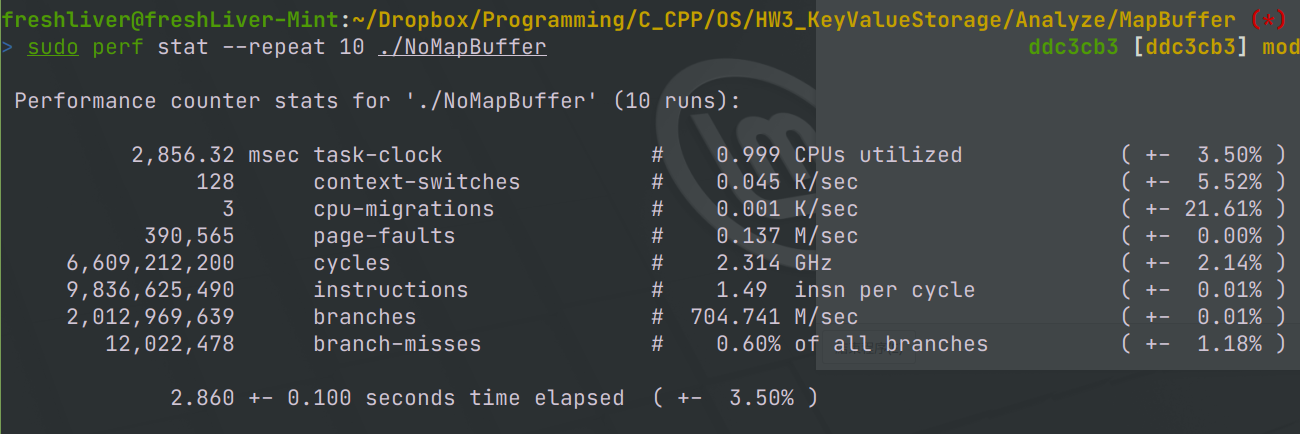 freshliver@freshLiver-Mint:~/Dropbox/Programming/C_CPP/OS/HW3_KeyValueStorage/Analyze/MapBuffer (*)
> sudo perf stat --repeat 10 ./NoMapBuffer ddc3cb3 [ddc3cb3] mod
Performance counter stats for './NoMapBuffer' (10 runs):
2,856.32 msec task-clock # 0.999 CPUs utilized ( +- 3.50% )
128 context-switches # 0.045 K/sec ( +- 5.52% )
3 cpu-migrations # 0.001 K/sec ( +- 21.61% )
390,565 page-faults # 0.137 M/sec ( +- 0.00% )
6,609,212,200 cycles # 2.314 GHz ( +- 2.14% )
9,836,625,490 instructions # 1.49 insn per cycle ( +- 0.01% )
2,012,969,639 branches # 704.741 M/sec ( +- 0.01% )
12,022,478 branch-misses # 0.60% of all branches ( +- 1.18% )
2.860 +- 0.100 seconds time elapsed ( +- 3.50% )